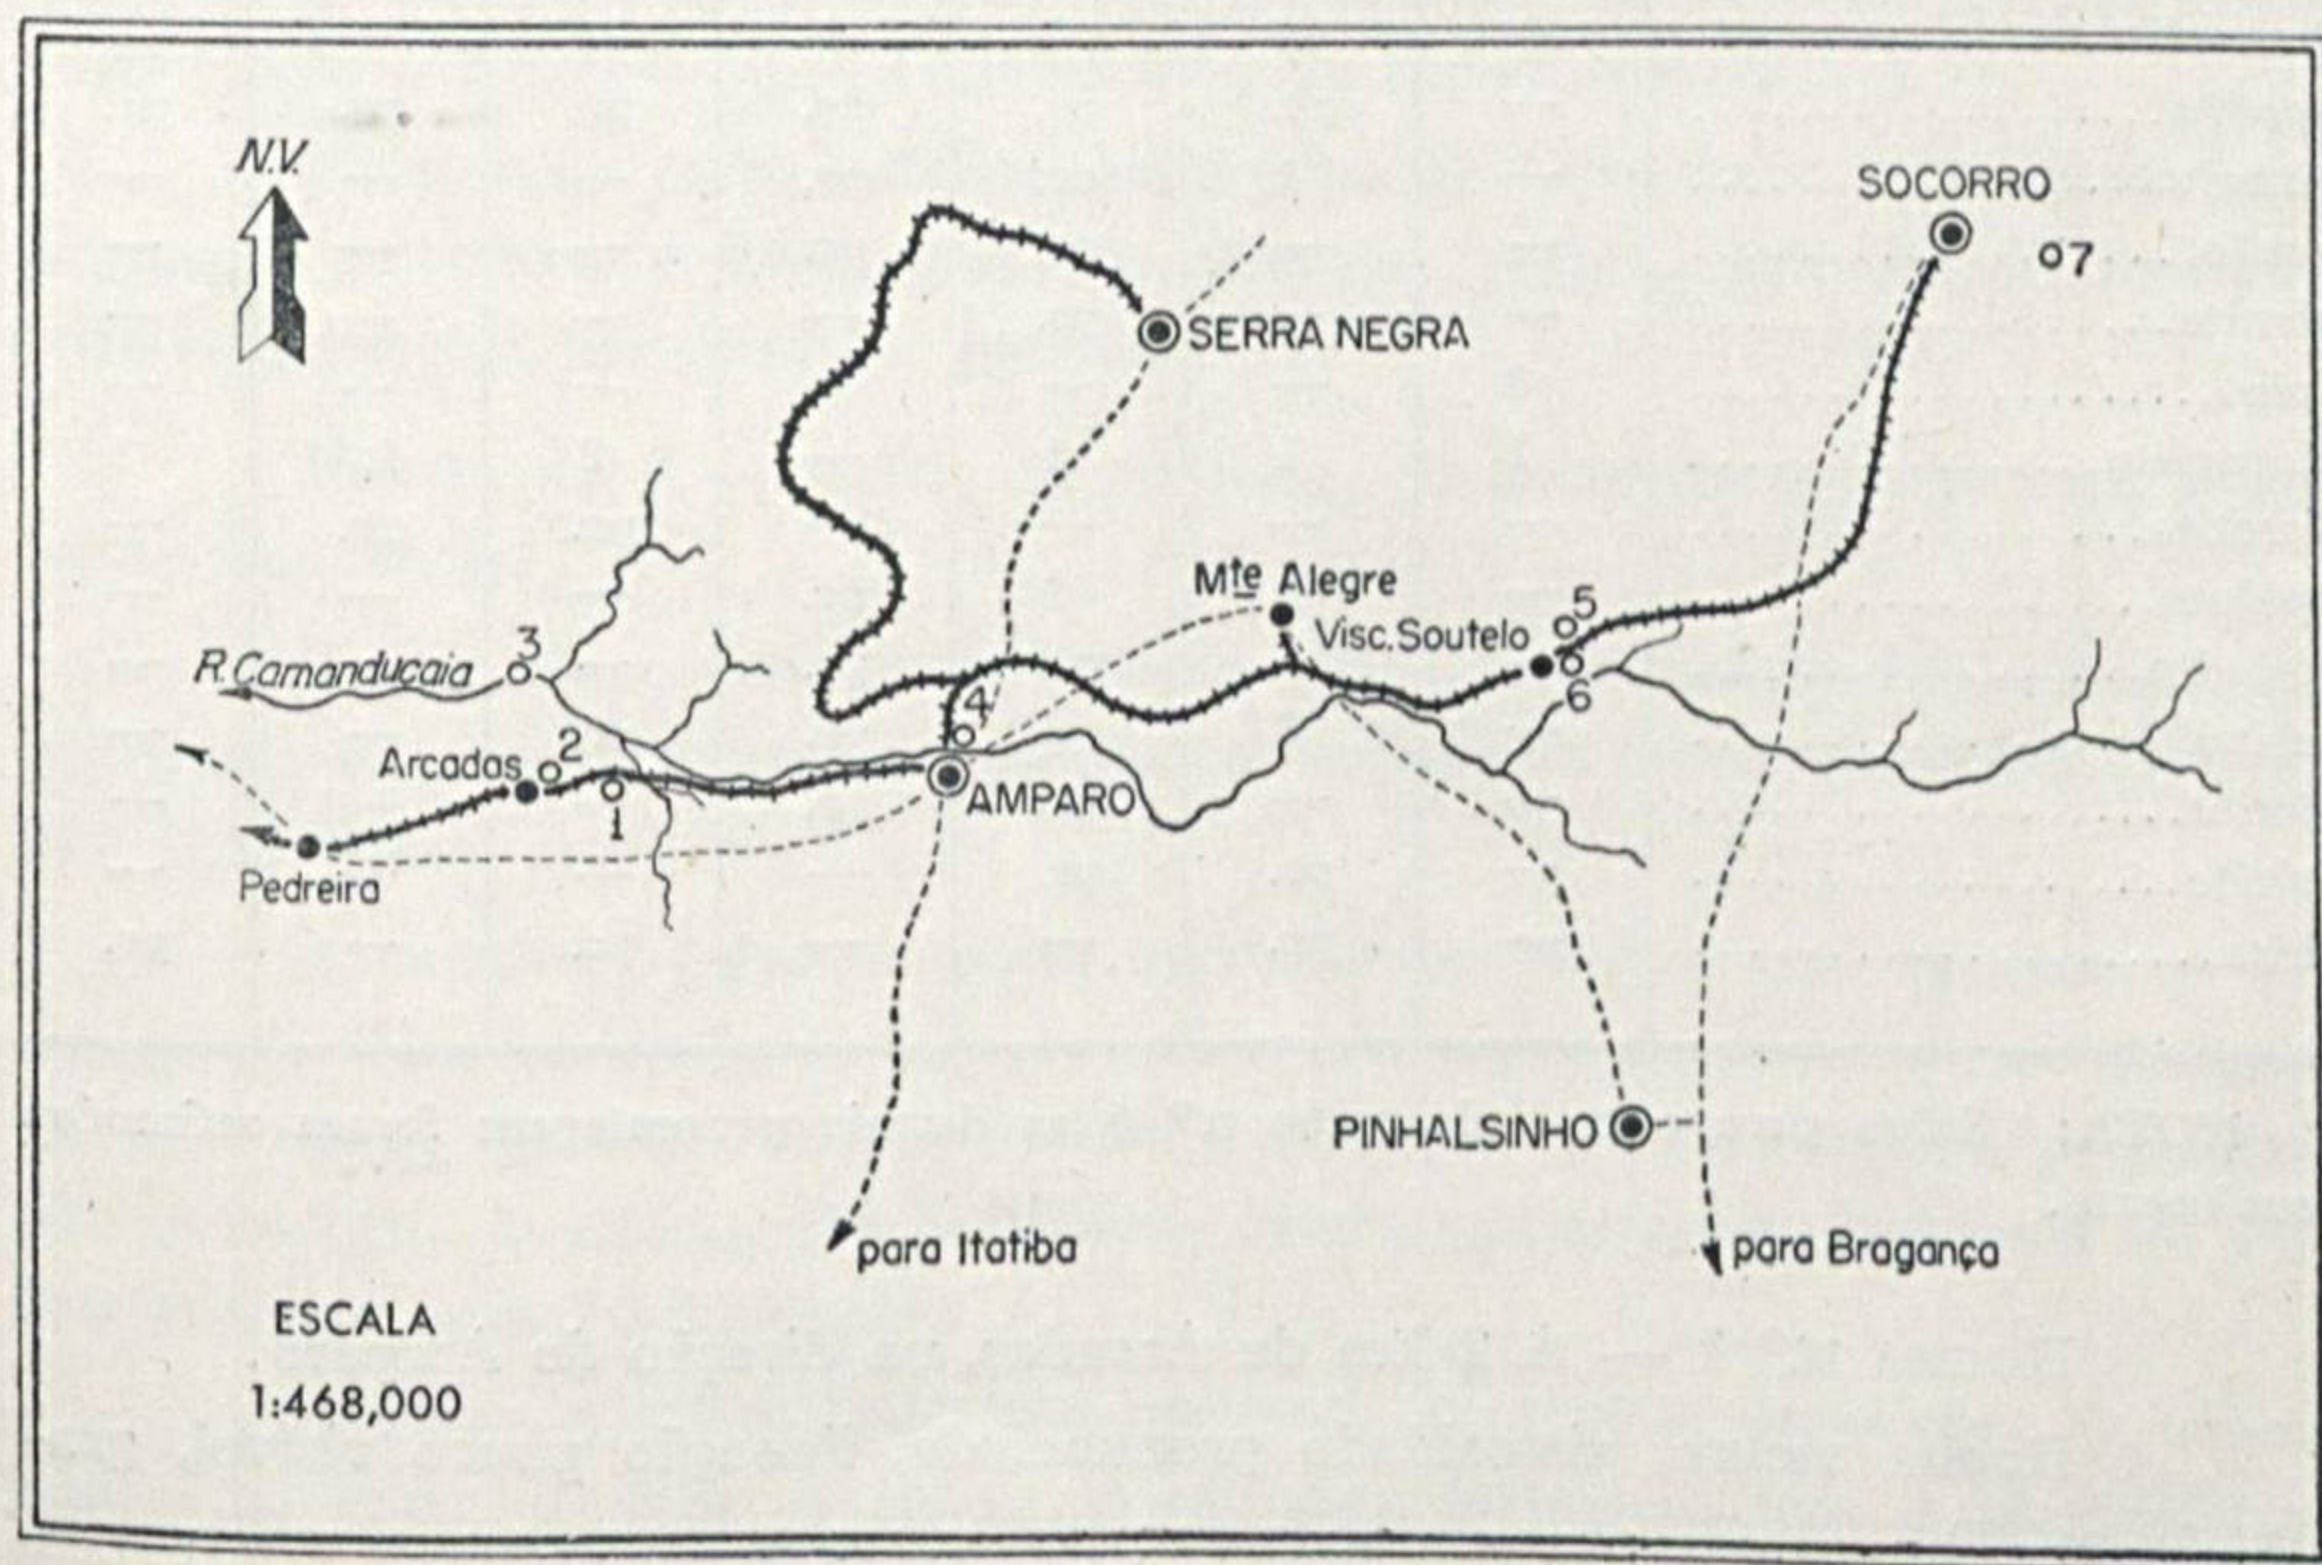 N.V.
SOCORRO
7
SERRA NEGRA
Mte Alegre
5
Visc. Soutelo
3
R. Camanducaia
4
6
2
Arcadas
AMPARO
1
Pedreira
PINHALSINHO
para Itatiba
para Bragança
ESCALA
1:468,000